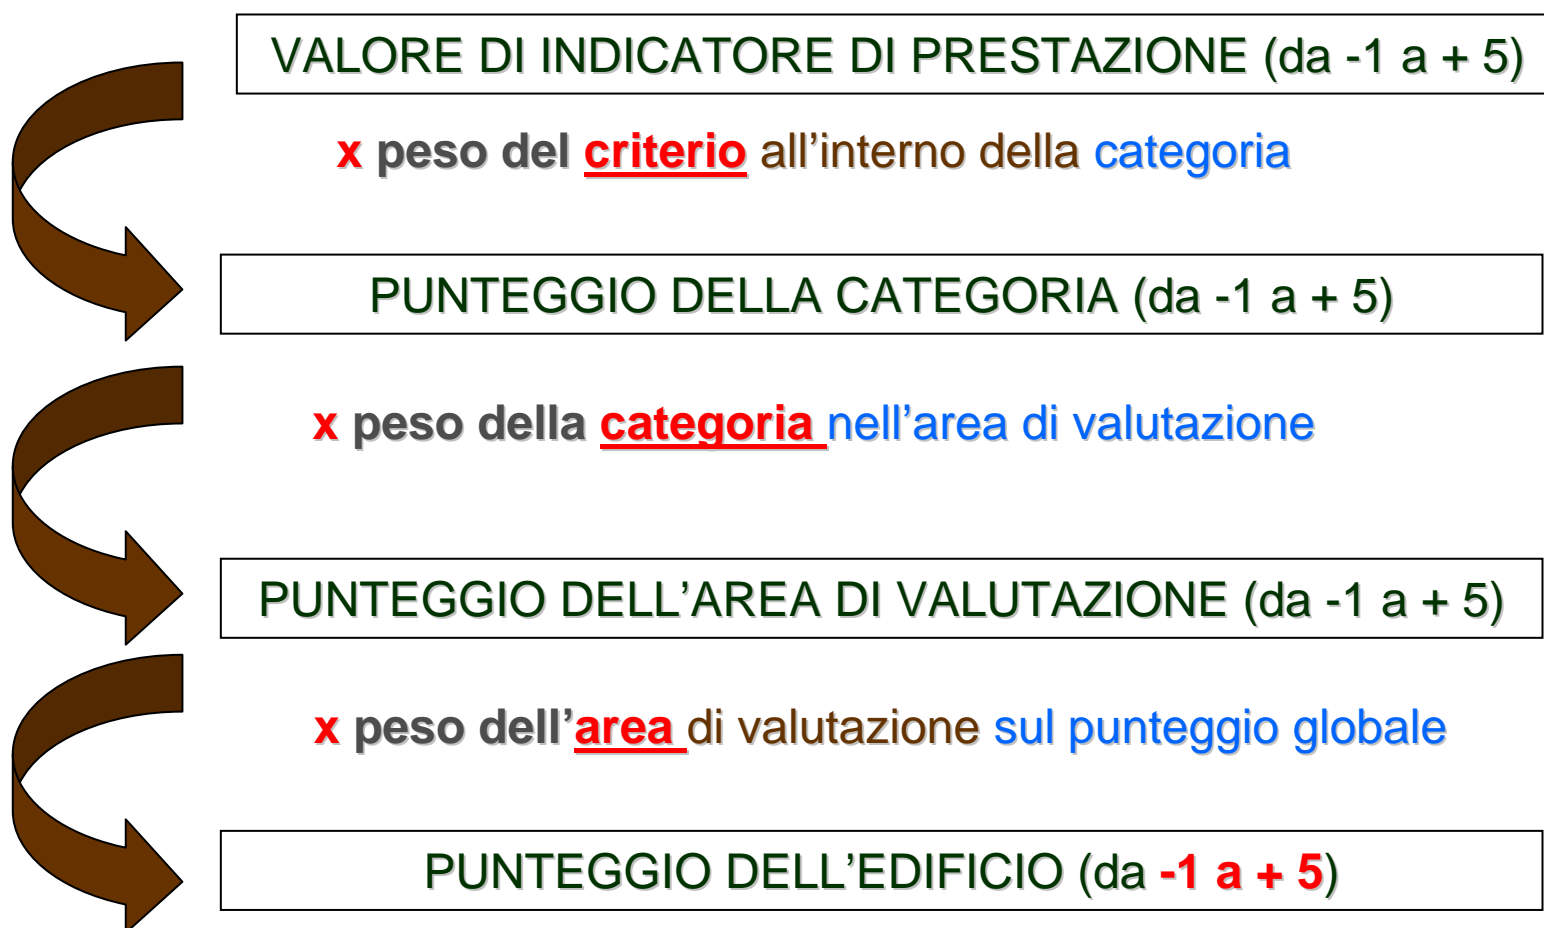 VALORE DI INDICATORE DI PRESTAZIONE (da -1 a + 5)
x peso del criterio all’interno della categoria
PUNTEGGIO DELLA CATEGORIA (da -1 a + 5)
x peso della categoria nell’area di valutazione
PUNTEGGIO DELL’AREA DI VALUTAZIONE (da -1 a + 5)
x peso dell’area di valutazione sul punteggio globale
PUNTEGGIO DELL’EDIFICIO (da -1 a + 5)